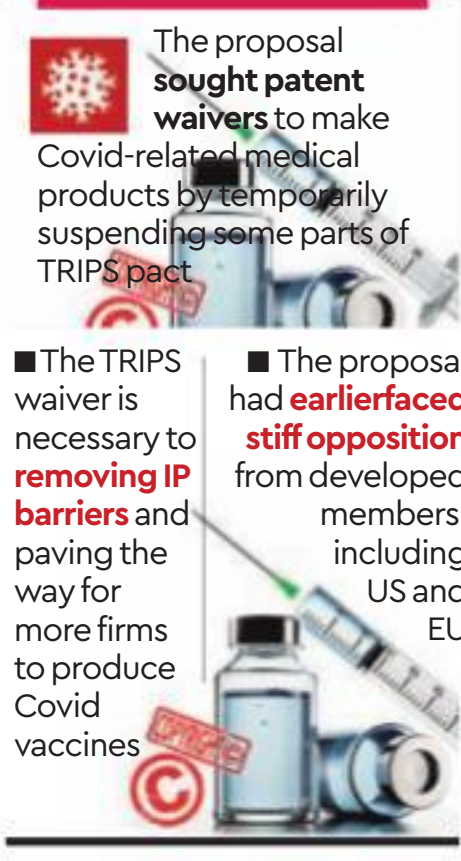 The proposal
sought patent
waivers to make
Covid-related medical
products by temporarily
suspending some parts of
TRIPS pact
■ The TRIPS
waiver is
necessary to
removing IP
barriers and
paving the
way for
more firms
to produce
Covid
vaccines
■ The proposa
had earlierfaced
stiff opposition
from developed
members
including
US and
EU
C